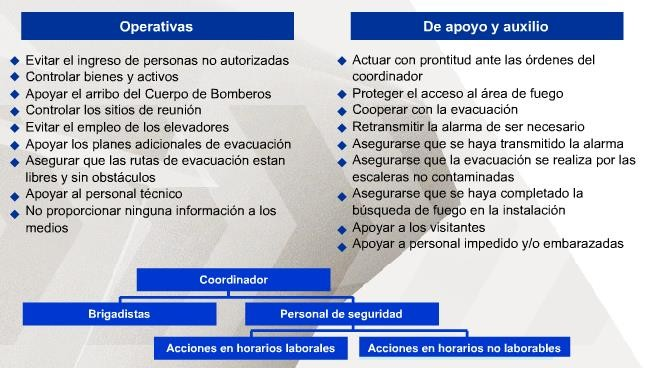 Operativas
Evitar el ingreso de personas no autorizadas
Controlar bienes y activos
Apoyar el arribo del Cuerpo de Bomberos
Controlar los sitios de reunión
Evitar el empleo de los elevadores
Apoyar los planes adicionales de evacuación
Asegurar que las rutas de evacuación estan
libres y sin obstáculos
Apoyar al personal técnico
No proporcionar ninguna información a los
medios
De apoyo y auxilio
Actuar con prontitud ante las órdenes del
coordinador
Proteger el acceso al área de fuego
Cooperar con la evacuación
Retransmitir la alarma de ser necesario
Asegurarse que se haya transmitido la alarma
Asegurarse que la evacuación se realiza por las
escaleras no contaminadas
Asegurarse que se haya completado la
búsqueda de fuego en la instalación
Apoyar a los visitantes
Apoyar a personal impedido y/o embarazadas
Coordinador
Brigadistas
Personal de seguridad
Acciones en horarios laborales
Acciones en horarios no laborables